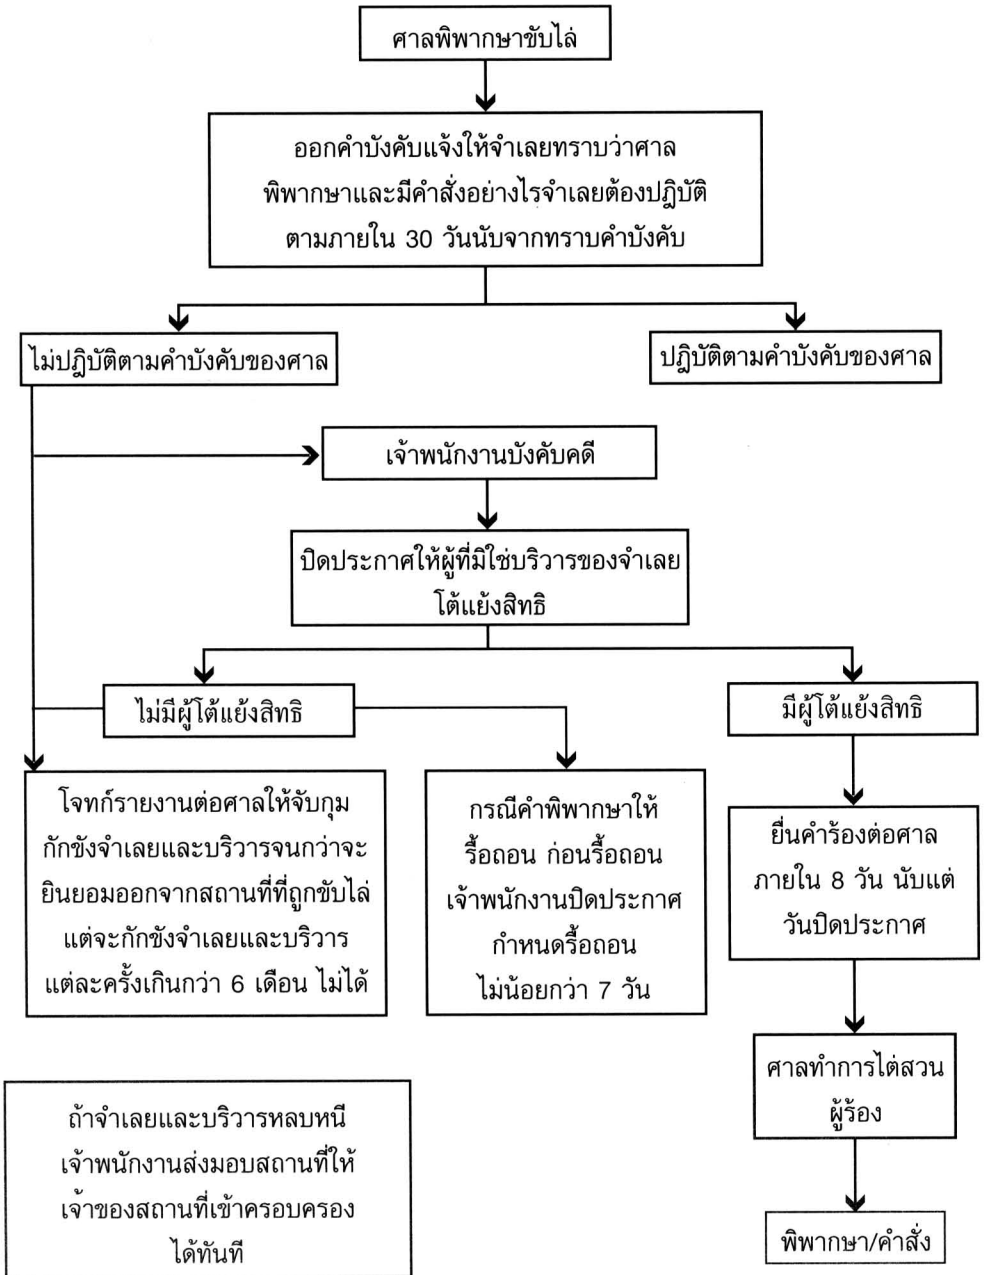 ศาลพิพากษาขับไล่
ออกคำบังคับแจ้งให้จำเลยทราบว่าศาล
พิพากษาและมีคำสั่งอย่างไรจำเลยต้องปฎิบัติ
ตามภายใน 30 วันนับจากทราบคำบังคับ
ไม่ปฎิบัติตามคำบังคับของศาล
ปฎิบัติตามคำบังคับของศาล
เจ้าพนักงานบังคับคดี
ปิดประกาศให้ผู้ที่มิใช่บริวารของจำเลย
โต้แย้งสิทธิ
ไม่มีผู้โต้แย้งสิทธิ
มีผู้โต้แย้งสิทธิ
โจทก์รายงานต่อศาลให้จับกุม
กักขังจำเลยและบริวารจนกว่าจะ
ยินยอมออกจากสถานที่ที่ถูกขับไล่
แต่จะกักขังจำเลยและบริวาร
แต่ละครั้งเกินกว่า 6 เดือน ไม่ได้
กรณีคำพิพากษาให้
รื้อถอน ก่อนรื้อถอน
เจ้าพนักงานปิดประกาศ
กำหนดรื้อถอน
ไม่น้อยกว่า 7 วัน
ยื่นคำร้องต่อศาล
ภายใน 8 วัน นับแต่
วันปิดประกาศ
ศาลทำการไต่สวน
ผู้ร้อง
ถ้าจำเลยและบริวารหลบหนี
เจ้าพนักงานส่งมอบสถานที่ให้
เจ้าของสถานที่เข้าครอบครอง
ได้ทันที
พิพากษา/คำสั่ง